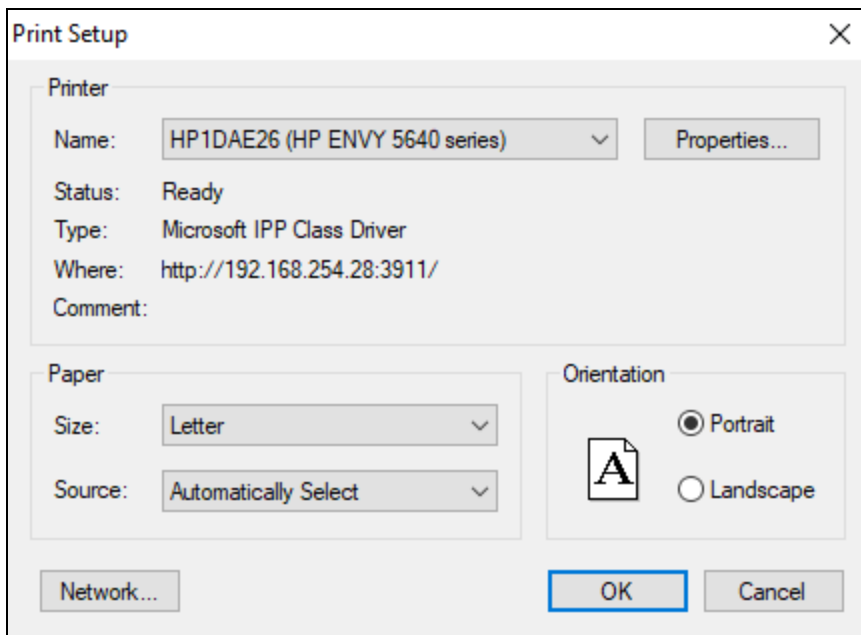 Print Setup
Printer
Name: HP1DAE26 (HP ENVY 5640 series) Properties...
Status: Ready
Type: Microsoft IPP Class Driver
Where: http://192.168.254.28:3911/
Comment:
Paper
Size: Letter
Source: Automatically Select
Orientation
A
Portrait
Landscape
Network... OK Cancel